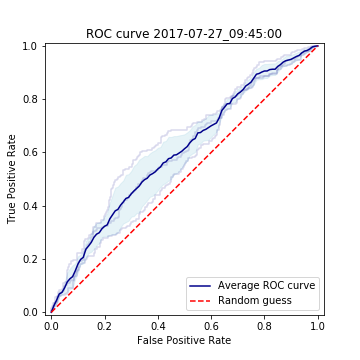 ROC curve 2017-07-27_09:45:00
True Positive Rate
1.0
0.8
0.6
0.4
0.2
0.0
0.0 0.2 0.4 0.6 0.8 1.0
False Positive Rate
Average ROC curve
Random guess